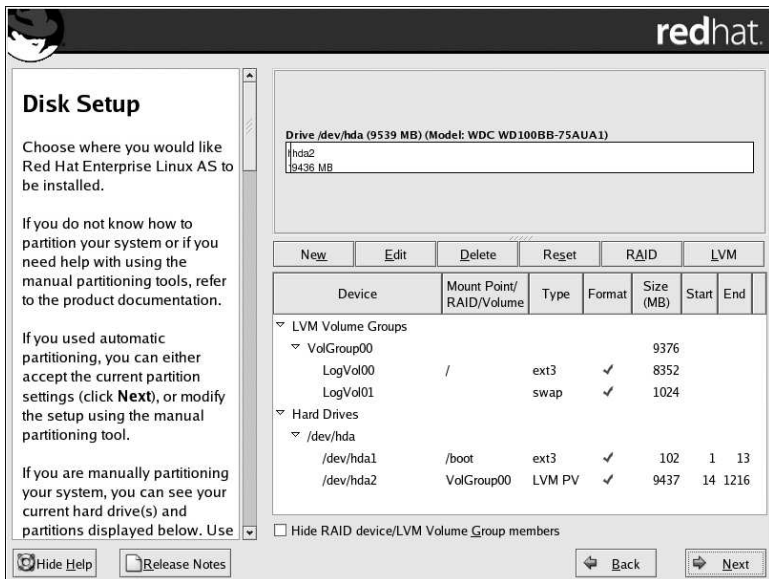 redhat.
Disk Setup
Choose where you would like
Red Hat Enterprise Linux AS to
be installed.
If you do not know how to
partition your system or if you
need help with using the
manual partitioning tools, refer
to the product documentation.
If you used automatic
partitioning, you can either
accept the current partition
settings (click Next), or modify
the setup using the manual
partitioning tool.
If you are manually partitioning
your system, you can see your
current hard drive(s) and
partitions displayed below. Use
Drive /dev/hda (9539 MB) (Model: WDC WD100BB-75AUA1)
hda2
9436 MB
New Edit Delete Reset RAID LVM
Device Mount Point/ RAID/Volume Type Format Size (MB) Start End
LVM Volume Groups
VolGroup00 9376
LogVol00 / ext3 ✓ 8352
LogVol01 swap ✓ 1024
Hard Drives
/dev/hda
/dev/hda1 /boot ext3 ✓ 102 1 13
/dev/hda2 VolGroup00 LVM PV ✓ 9437 14 1216
Hide RAID device/LVM Volume Group members
Hide Help Release Notes Back Next